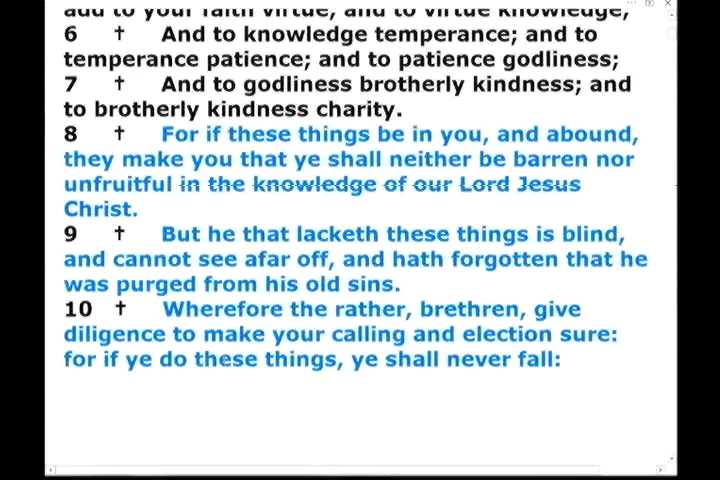 add to your faith virtue; and to virtue knowledge;
6 ✝ And to knowledge temperance; and to
temperance patience; and to patience godliness;
7 ✝ And to godliness brotherly kindness; and
to brotherly kindness charity.
8 ✝ For if these things be in you, and abound,
they make you that ye shall neither be barren nor
unfruitful in the knowledge of our Lord Jesus
Christ.
9 ✝ But he that lacketh these things is blind,
and cannot see afar off, and hath forgotten that he
was purged from his old sins.
10 ✝ Wherefore the rather, brethren, give
diligence to make your calling and election sure:
for if ye do these things, ye shall never fall: